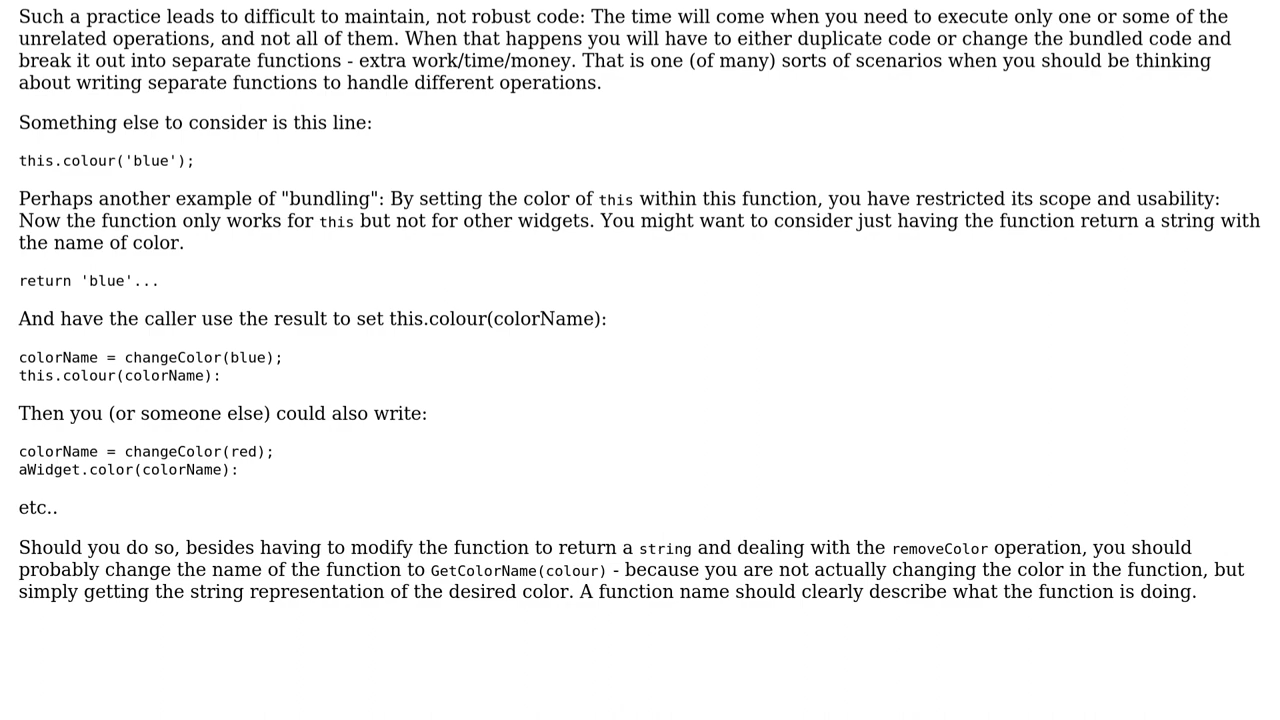 Such a practice leads to difficult to maintain, not robust code: The time will come when you need to execute only one or some of the
unrelated operations, and not all of them. When that happens you will have to either duplicate code or change the bundled code and
break it out into separate functions - extra work/time/money. That is one (of many) sorts of scenarios when you should be thinking
about writing separate functions to handle different operations.
Something else to consider is this line:
this.colour('blue');
Perhaps another example of "bundling": By setting the color of this within this function, you have restricted its scope and usability:
Now the function only works for this but not for other widgets. You might want to consider just having the function return a string with
the name of color.
return 'blue'...
And have the caller use the result to set this.colour(colorName):
colorName = changeColor(blue);
this.colour(colorName):
Then you (or someone else) could also write:
colorName = changeColor(red);
aWidget.color(colorName):
etc..
Should you do so, besides having to modify the function to return a string and dealing with the removeColor operation, you should
probably change the name of the function to GetColorName(colour) - because you are not actually changing the color in the function, but
simply getting the string representation of the desired color. A function name should clearly describe what the function is doing.